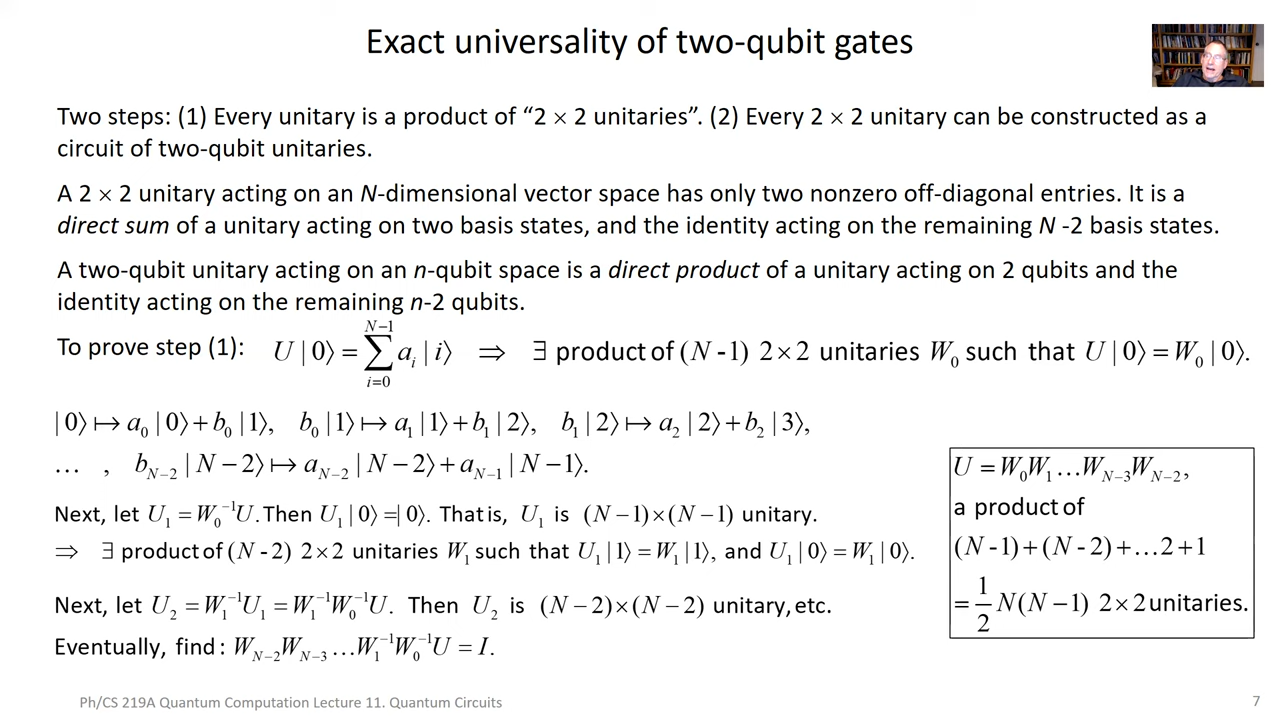 Exact universality of two-qubit gates
Two steps: (1) Every unitary is a product of “2 × 2 unitaries”. (2) Every 2 × 2 unitary can be constructed as a
circuit of two-qubit unitaries.
A 2 × 2 unitary acting on an N-dimensional vector space has only two nonzero off-diagonal entries. It is a
direct sum of a unitary acting on two basis states, and the identity acting on the remaining N -2 basis states.
A two-qubit unitary acting on an n-qubit space is a direct product of a unitary acting on 2 qubits and the
identity acting on the remaining n-2 qubits.
To prove step (1): U | 0⟩ = ∑_{i=0}^{N−1} a_i | i⟩ ⇒ ∃ product of (N - 1) 2 × 2 unitaries W_0 such that U | 0⟩ = W_0 | 0⟩.
| 0⟩ ↦ a_0 | 0⟩ + b_0 | 1⟩, b_0 | 1⟩ ↦ a_1 | 1⟩ + b_1 | 2⟩, b_1 | 2⟩ ↦ a_2 | 2⟩ + b_2 | 3⟩,
… , b_{N−2} | N − 2⟩ ↦ a_{N−2} | N − 2⟩ + a_{N−1} | N − 1⟩.
Next, let U_1 = W_0^{−1}U. Then U_1 | 0⟩ =| 0⟩. That is, U_1 is (N − 1) × (N − 1) unitary.
⇒ ∃ product of (N - 2) 2 × 2 unitaries W_1 such that U_1 | 1⟩ = W_1 | 1⟩, and U_1 | 0⟩ = W_1 | 0⟩.
Next, let U_2 = W_1^{−1}U_1 = W_1^{−1}W_0^{−1}U. Then U_2 is (N − 2) × (N − 2) unitary, etc.
Eventually, find: W_{N−2}W_{N−3} … W_1^{−1}W_0^{−1}U = I.
U = W_0W_1 … W_{N−3}W_{N−2},
a product of
(N - 1) + (N - 2) + … 2 + 1
= \frac{1}{2} N(N − 1) 2 × 2 unitaries.
Ph/CS 219A Quantum Computation Lecture 11. Quantum Circuits
7